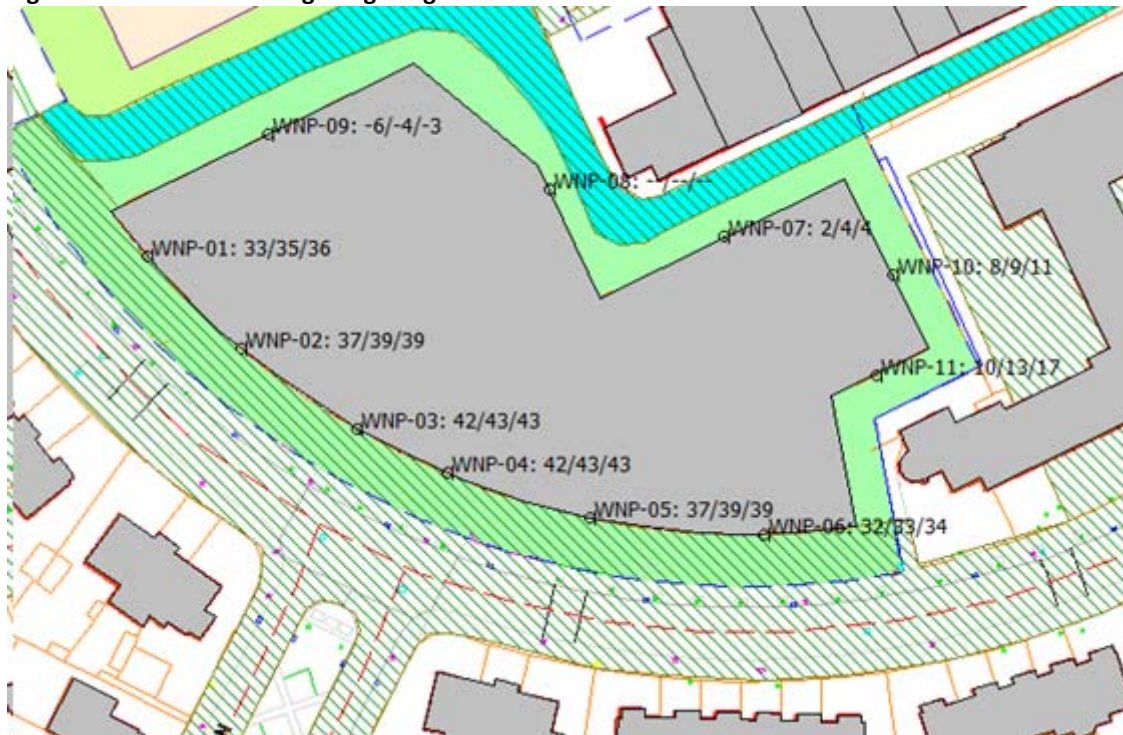 WNP-09: -6/-4/-3
WNP-08: --/--/--
WNP-07: 2/4/4
WNP-01: 33/35/36
WNP-10: 8/9/11
WNP-02: 37/39/39
WNP-11: 10/13/17
WNP-03: 42/43/43
WNP-04: 42/43/43
WNP-05: 37/39/39
WNP-06: 32/33/34